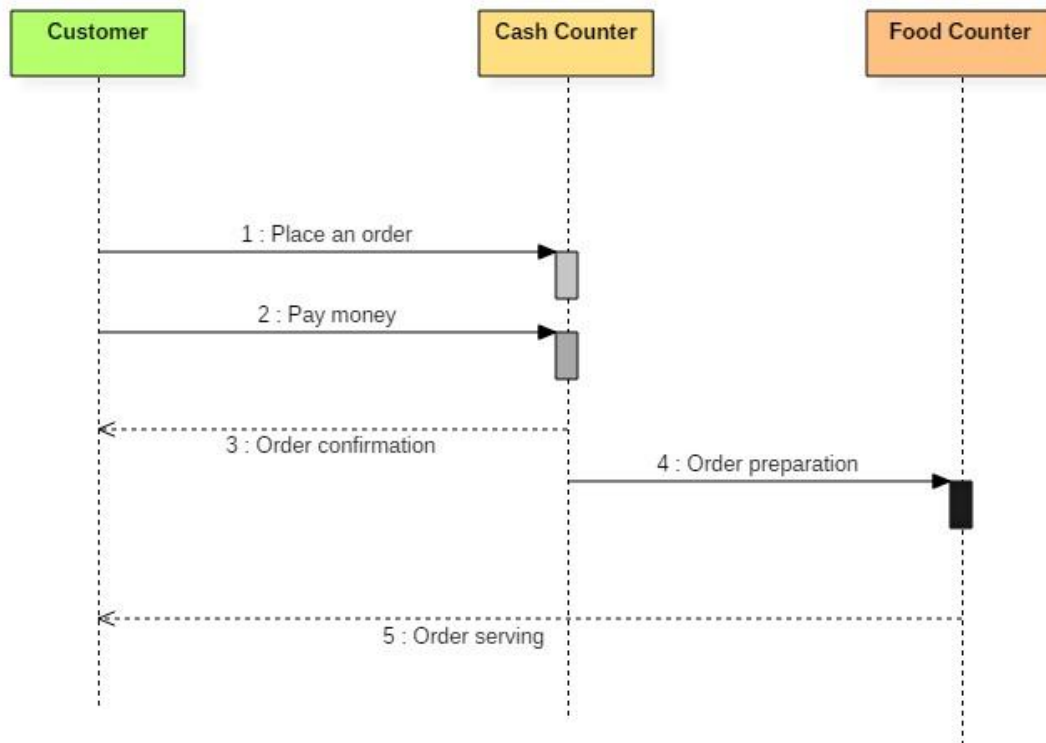 Customer
Cash Counter
Food Counter
1 : Place an order
2 : Pay money
3 : Order confirmation
4 : Order preparation
5 : Order serving